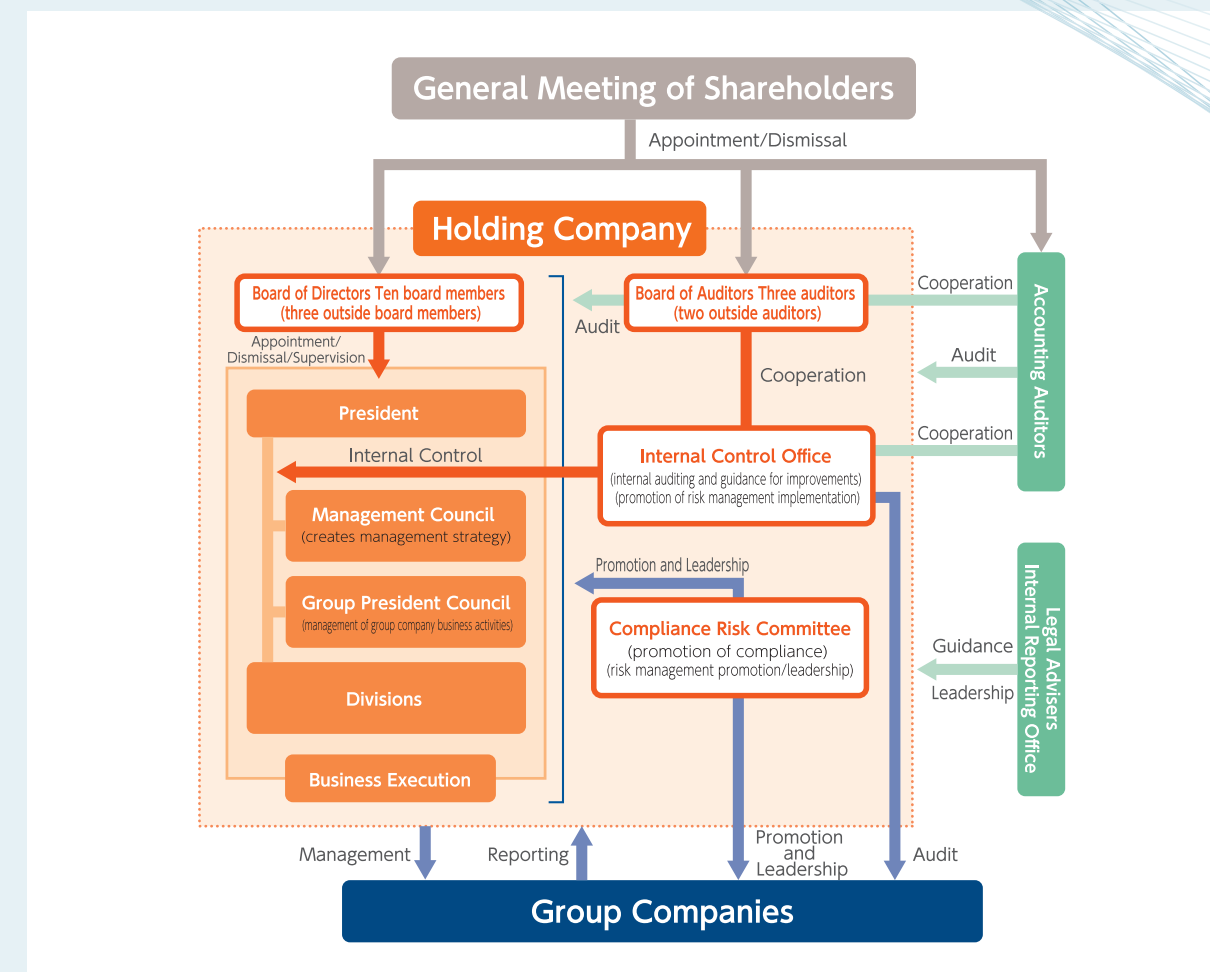 General Meeting of Shareholders
Appointment/Dismissal
Holding Company
Board of Directors Ten board members
(three outside board members)
Board of Auditors Three auditors
(two outside auditors)
Cooperation
Audit
Appointment/
Dismissal/Supervision
Audit
Cooperation
Accounting Auditors
President
Cooperation
Internal Control
Internal Control Office
(internal auditing and guidance for improvements)
(promotion of risk management implementation)
Management Council
(creates management strategy)
Promotion and Leadership
Group President Council
(management of group company business activities)
Compliance Risk Committee
(promotion of compliance)
(risk management promotion/leadership)
Guidance
Leadership
Legal Advisers
Internal Reporting Office
Divisions
Business Execution
Management
Reporting
Promotion
and
Leadership
Audit
Group Companies